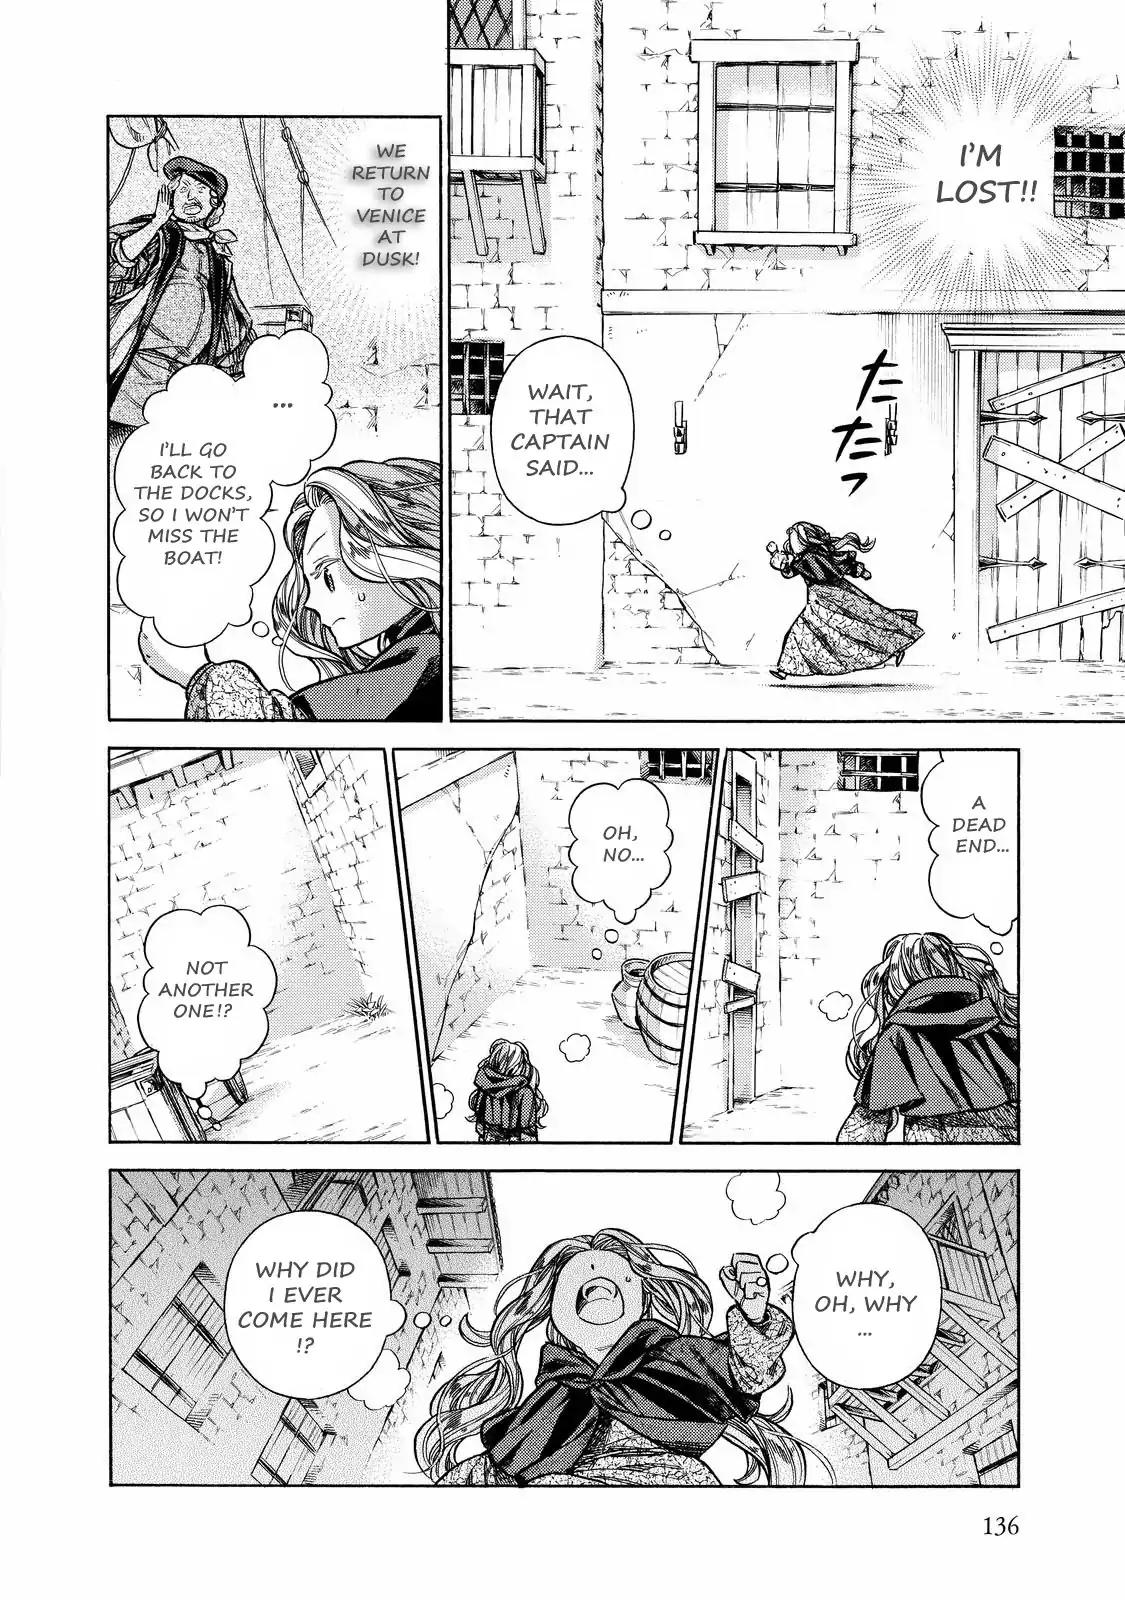 I'M
LOST!!
たたたっ
WAIT,
THAT
CAPTAIN
SAID...
WE
RETURN
TO
VENICE
AT
DUSK!
...
I'LL GO
BACK TO
THE DOCKS,
SO I WON'T
MISS THE
BOAT!
A
DEAD
END...
OH,
NO...
NOT
ANOTHER
ONE!?
WHY,
OH, WHY
...
WHY DID
I EVER
COME HERE
!?
136